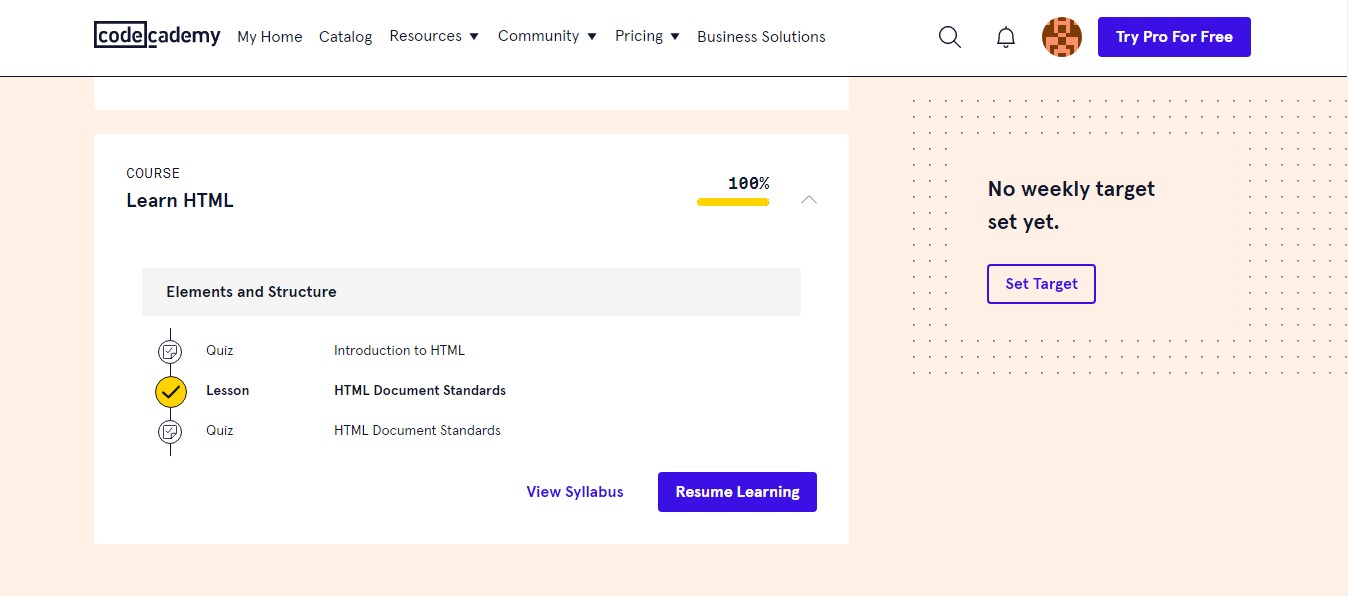 codecademy My Home Catalog Resources Community Pricing Business Solutions Try Pro For Free
COURSE
Learn HTML
100%
No weekly target
set yet.
Set Target
Elements and Structure
Quiz Introduction to HTML
Lesson HTML Document Standards
Quiz HTML Document Standards
View Syllabus Resume Learning